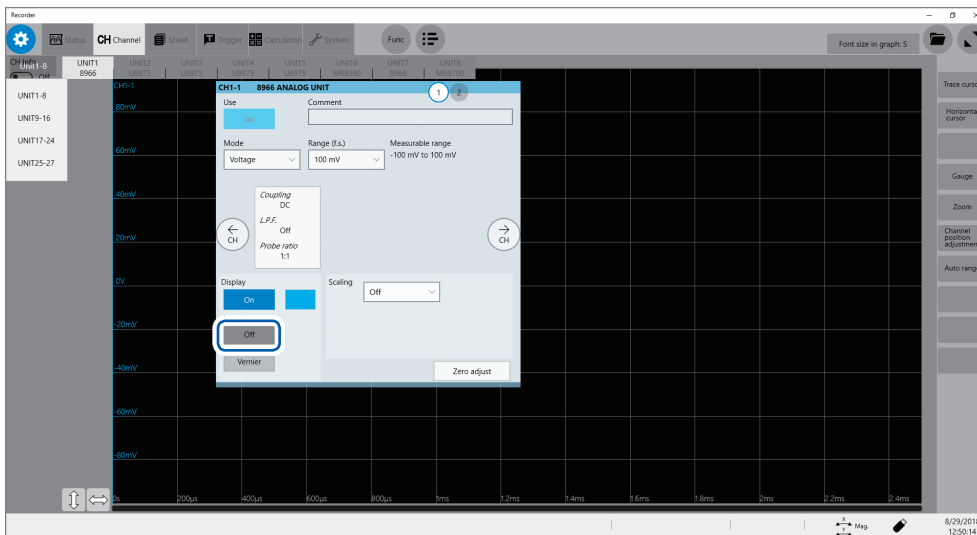 Recorder
Status
CH Channel
Sheet
Trigger
Calculation
System
Func
Font size in graph: S
CH Info
Off
Unit1-8
UNIT1
8966
UNIT2
U8975
UNIT3
U8975
UNIT4
U8975
UNIT5
U8975
UNIT6
MR8990
UNIT7
8966
UNIT8
MR8790
UNIT1-8
UNIT9-16
UNIT17-24
UNIT25-27
CH1-1
80mV
60mV
40mV
20mV
0V
-20mV
-40mV
-60mV
-80mV
CH1-1 8966 ANALOG UNIT
1 2
Use
Comment
On
Mode
Range (f.s.)
Measurable range
Voltage
100 mV
-100 mV to 100 mV
Coupling
DC
L.P.F.
Off
Probe ratio
1:1
CH
CH
Display
Scaling
On
Off
Off
Vernier
Zero adjust
0s 200μs 400μs 600μs 800μs 1ms 1.2ms 1.4ms 1.6ms 1.8ms 2ms 2.2ms 2.4ms
Trace curso
Horizonta
cursor
Gauge
Zoom
Channel
position
adjustmen
Auto rang
X
Y
Mag.
8/29/2018
12:50:14